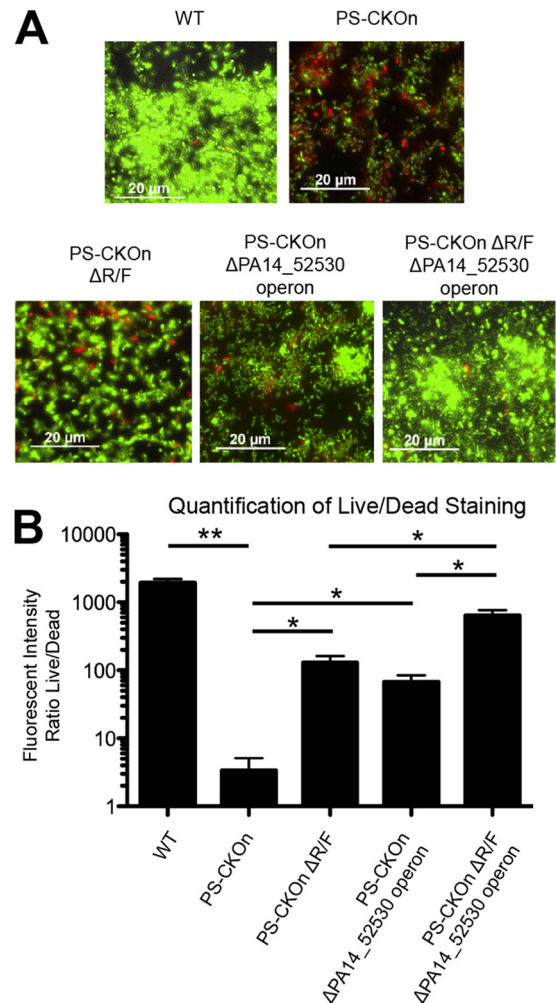 A
WT
PS-CKOn
20 µm
20 µm
PS-CKOn
ΔR/F
PS-CKOn
ΔPA14_52530
operon
PS-CKOn ΔR/F
ΔPA14_52530
operon
20 µm
20 µm
20 µm
B
Quantification of Live/Dead Staining
Fluorescent Intensity
Ratio Live/Dead
10000
1000
100
10
1
**
*
*
*
*
WT
PS-CKOn
PS-CKOn ΔR/F
PS-CKOn
ΔPA14_52530 operon
PS-CKOn ΔR/F
ΔPA14_52530 operon